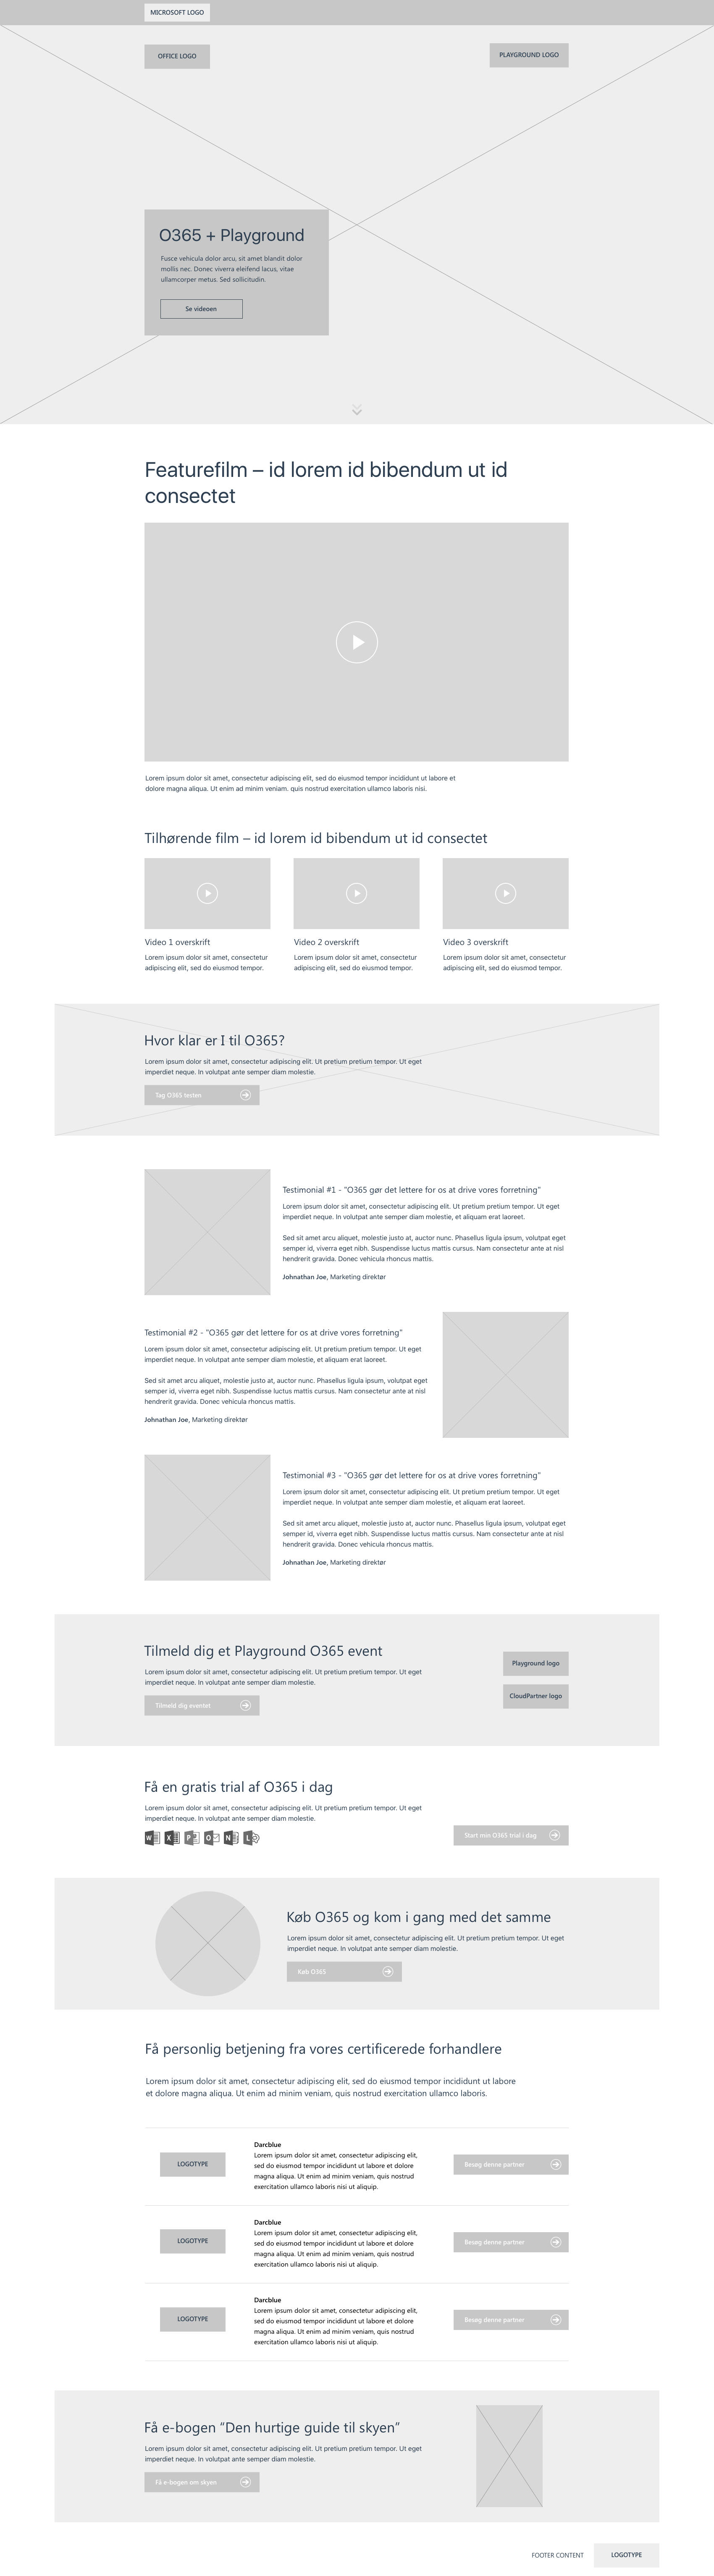 MICROSOFT LOGO
OFFICE LOGO
PLAYGROUND LOGO
O365 + Playground
Fusce vehicula dolor arcu, sit amet blandit dolor
mollis nec. Donec viverra eleifend lacus, vitae
ullamcorper metus. Sed sollicitudin.
Se videoen
Featurefilm – id lorem id bibendum ut id
consectet
Lorem ipsum dolor sit amet, consectetur adipiscing elit, sed do eiusmod tempor incididunt ut labore et
dolore magna aliqua. Ut enim ad minim veniam. quis nostrud exercitation ullamco laboris nisi.
Tilhørende film – id lorem id bibendum ut id consectet
Video 1 overskrift
Lorem ipsum dolor sit amet, consectetur
adipiscing elit, sed do eiusmod tempor.
Video 2 overskrift
Lorem ipsum dolor sit amet, consectetur
adipiscing elit, sed do eiusmod tempor.
Video 3 overskrift
Lorem ipsum dolor sit amet, consectetur
adipiscing elit, sed do eiusmod tempor.
Hvor klar er I til O365?
Lorem ipsum dolor sit amet, consectetur adipiscing elit. Ut pretium pretium tempor. Ut eget
imperdiet neque. In volutpat ante semper diam molestie.
Tag O365 testen
Testimonial #1 - "O365 gør det lettere for os at drive vores forretning"
Lorem ipsum dolor sit amet, consectetur adipiscing elit. Ut pretium pretium tempor. Ut eget
imperdiet neque. In volutpat ante semper diam molestie, et aliquam erat laoreet.
Sed sit amet arcu aliquet, molestie justo at, auctor nunc. Phasellus ligula ipsum, volutpat eget
semper id, viverra eget nibh. Suspendisse luctus mattis cursus. Nam consectetur ante at nisl
hendrerit gravida. Donec vehicula rhoncus mattis.
Johnathan Joe, Marketing direktør
Testimonial #2 - "O365 gør det lettere for os at drive vores forretning"
Lorem ipsum dolor sit amet, consectetur adipiscing elit. Ut pretium pretium tempor. Ut eget
imperdiet neque. In volutpat ante semper diam molestie, et aliquam erat laoreet.
Sed sit amet arcu aliquet, molestie justo at, auctor nunc. Phasellus ligula ipsum, volutpat eget
semper id, viverra eget nibh. Suspendisse luctus mattis cursus. Nam consectetur ante at nisl
hendrerit gravida. Donec vehicula rhoncus mattis.
Johnathan Joe, Marketing direktør
Testimonial #3 - "O365 gør det lettere for os at drive vores forretning"
Lorem ipsum dolor sit amet, consectetur adipiscing elit. Ut pretium pretium tempor. Ut eget
imperdiet neque. In volutpat ante semper diam molestie, et aliquam erat laoreet.
Sed sit amet arcu aliquet, molestie justo at, auctor nunc. Phasellus ligula ipsum, volutpat eget
semper id, viverra eget nibh. Suspendisse luctus mattis cursus. Nam consectetur ante at nisl
hendrerit gravida. Donec vehicula rhoncus mattis.
Johnathan Joe, Marketing direktør
Tilmeld dig et Playground O365 event
Lorem ipsum dolor sit amet, consectetur adipiscing elit. Ut pretium pretium tempor. Ut eget
imperdiet neque. In volutpat ante semper diam molestie.
Tilmeld dig eventet
Playground logo
CloudPartner logo
Få en gratis trial af O365 i dag
Lorem ipsum dolor sit amet, consectetur adipiscing elit. Ut pretium pretium tempor. Ut eget
imperdiet neque. In volutpat ante semper diam molestie.
W X P O N L
Start min O365 trial i dag
Køb O365 og kom i gang med det samme
Lorem ipsum dolor sit amet, consectetur adipiscing elit. Ut pretium pretium tempor. Ut eget
imperdiet neque. In volutpat ante semper diam molestie.
Køb O365
Få personlig betjening fra vores certificerede forhandlere
Lorem ipsum dolor sit amet, consectetur adipiscing elit, sed do eiusmod tempor incididunt ut labore
et dolore magna aliqua. Ut enim ad minim veniam, quis nostrud exercitation ullamco laboris.
LOGOTYPE
Darcblue
Lorem ipsum dolor sit amet, consectetur adipiscing elit,
sed do eiusmod tempor incididunt ut labore et dolore
magna aliqua. Ut enim ad minim veniam, quis nostrud
exercitation ullamco laboris nisi ut aliquip.
Besøg denne partner
LOGOTYPE
Darcblue
Lorem ipsum dolor sit amet, consectetur adipiscing elit,
sed do eiusmod tempor incididunt ut labore et dolore
magna aliqua. Ut enim ad minim veniam, quis nostrud
exercitation ullamco laboris nisi ut aliquip.
Besøg denne partner
LOGOTYPE
Darcblue
Lorem ipsum dolor sit amet, consectetur adipiscing elit,
sed do eiusmod tempor incididunt ut labore et dolore
magna aliqua. Ut enim ad minim veniam, quis nostrud
exercitation ullamco laboris nisi ut aliquip.
Besøg denne partner
Få e-bogen “Den hurtige guide til skyen”
Lorem ipsum dolor sit amet, consectetur adipiscing elit. Ut pretium pretium tempor. Ut eget
imperdiet neque. In volutpat ante semper diam molestie.
Få e-bogen om skyen
FOOTER CONTENT
LOGOTYPE